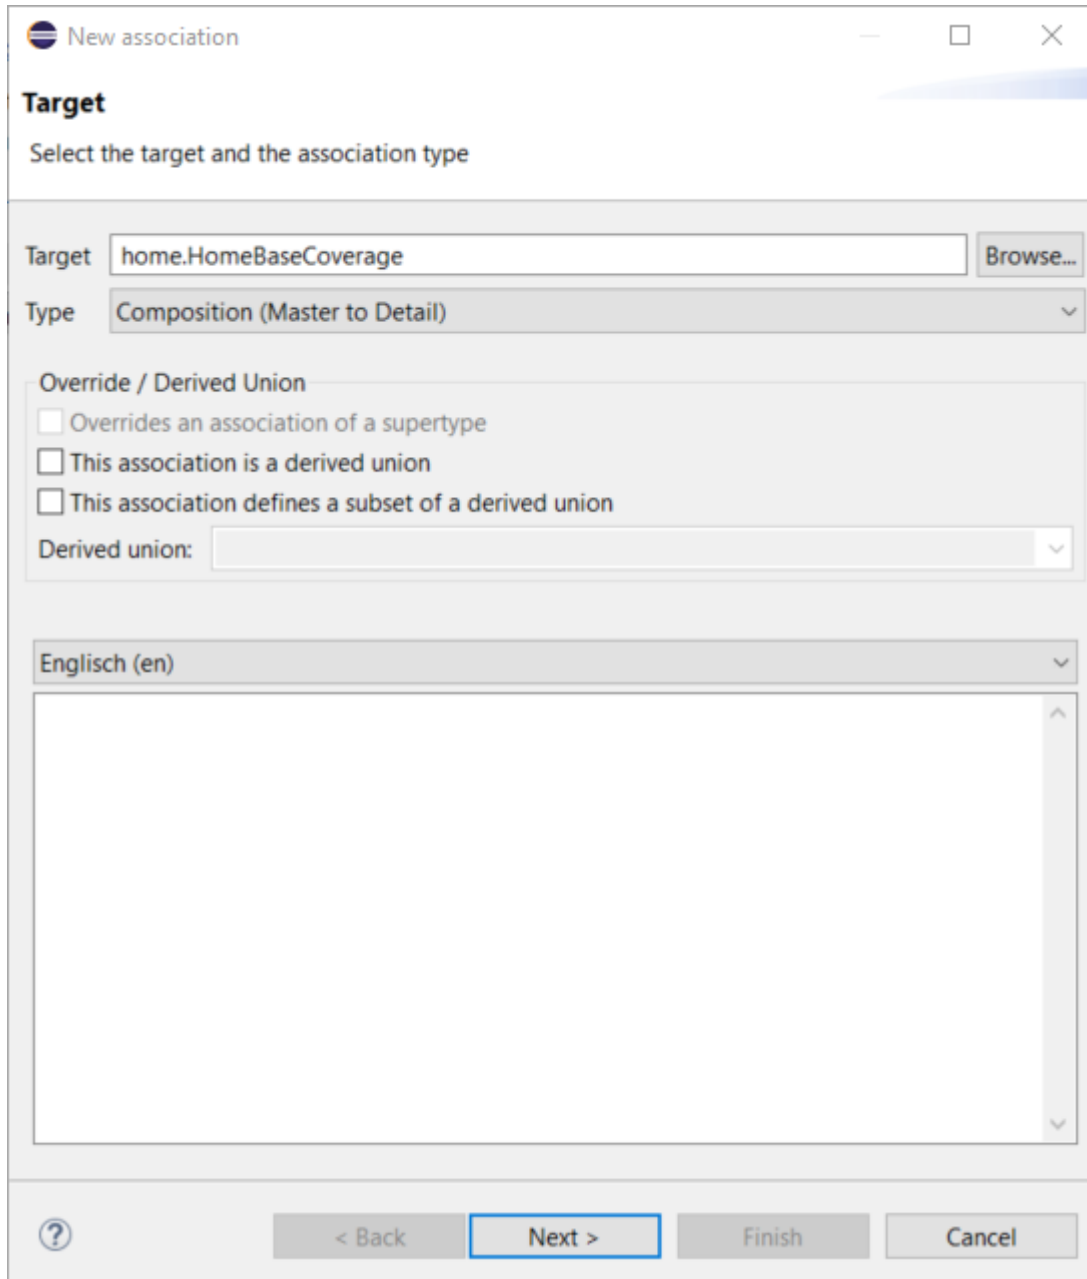 New association
Target
Select the target and the association type
Target home.HomeBaseCoverage Browse...
Type Composition (Master to Detail)
Override / Derived Union
Overrides an association of a supertype
This association is a derived union
This association defines a subset of a derived union
Derived union:
Englisch (en)
? < Back Next > Finish Cancel